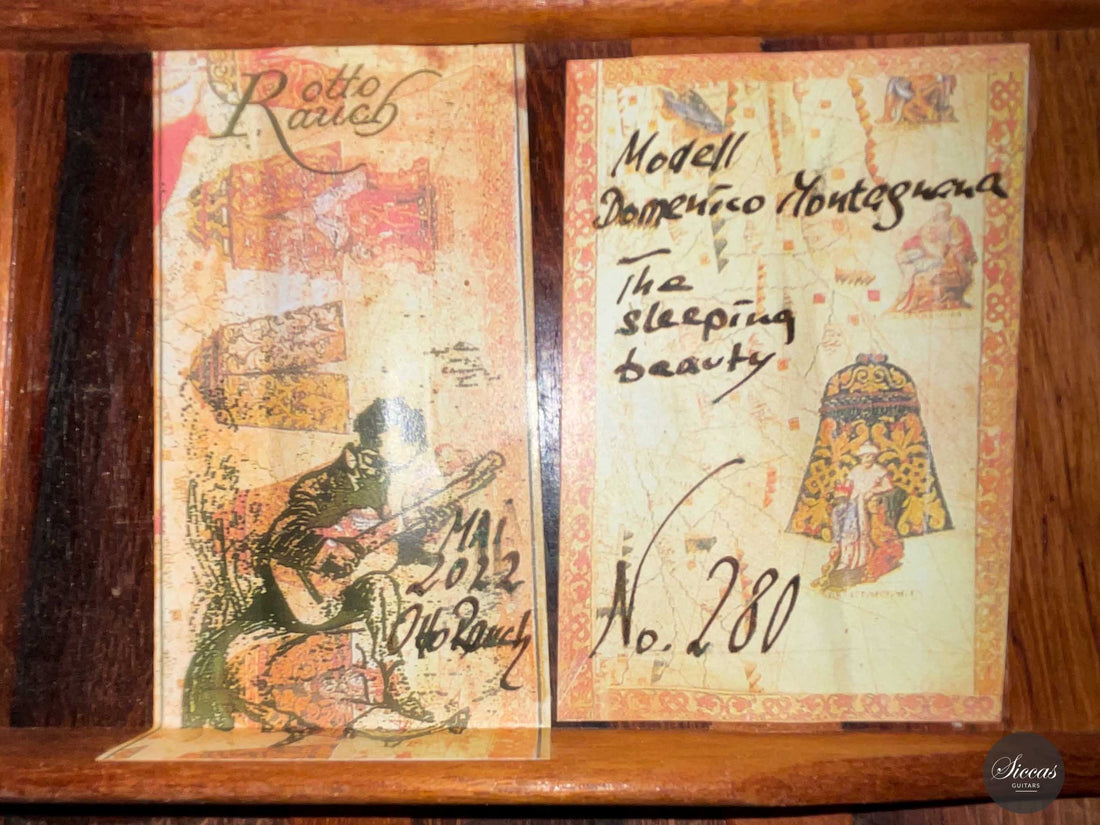 Otto
Rauch
MAI
2022
Otto Rauch
Modell
Domenico Montagnana
–
The
sleeping
beauty
No. 280
Siccas
GUITARS